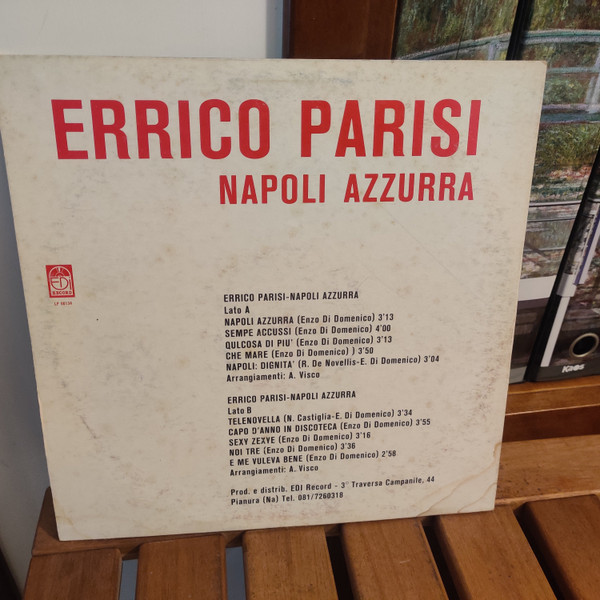 ERRICO PARISI
NAPOLI AZZURRA
EDI
RECORD
ERRICO PARISI-NAPOLI AZZURRA
Lato A
NAPOLI AZZURRA (Enzo Di Domenico) 3'13
SEMPE ACCUSSI (Enzo Di Domenico) 4'00
QULCOSA DI PIU' (Enzo Di Domenico) 3'13
CHE MARE (Enzo Di Domenico) ) 3'50
NAPOLI: DIGNITA' (R. De Novellis-E. Di Domenico) 3'04
Arrangiamenti: A. Visco
ERRICO PARISI-NAPOLI AZZURRA
Lato B
TELENOVELLA (N. Castiglia-E. Di Domenico) 3'34
CAPO D'ANNO IN DISCOTECA (Enzo Di Domenico) 3'55
SEXY ZEXYE (Enzo Di Domenico) 3'16
NOI TRE (Enzo Di Domenico) 3'36
E ME VULEVA BENE (Enzo Di Domenico) 2'58
Arrangiamenti: A. Visco
Prod. e distrib. EDI Record - 3° Traversa Campanile, 44
Pianura (Na) Tel. 081/7260318
KAOS